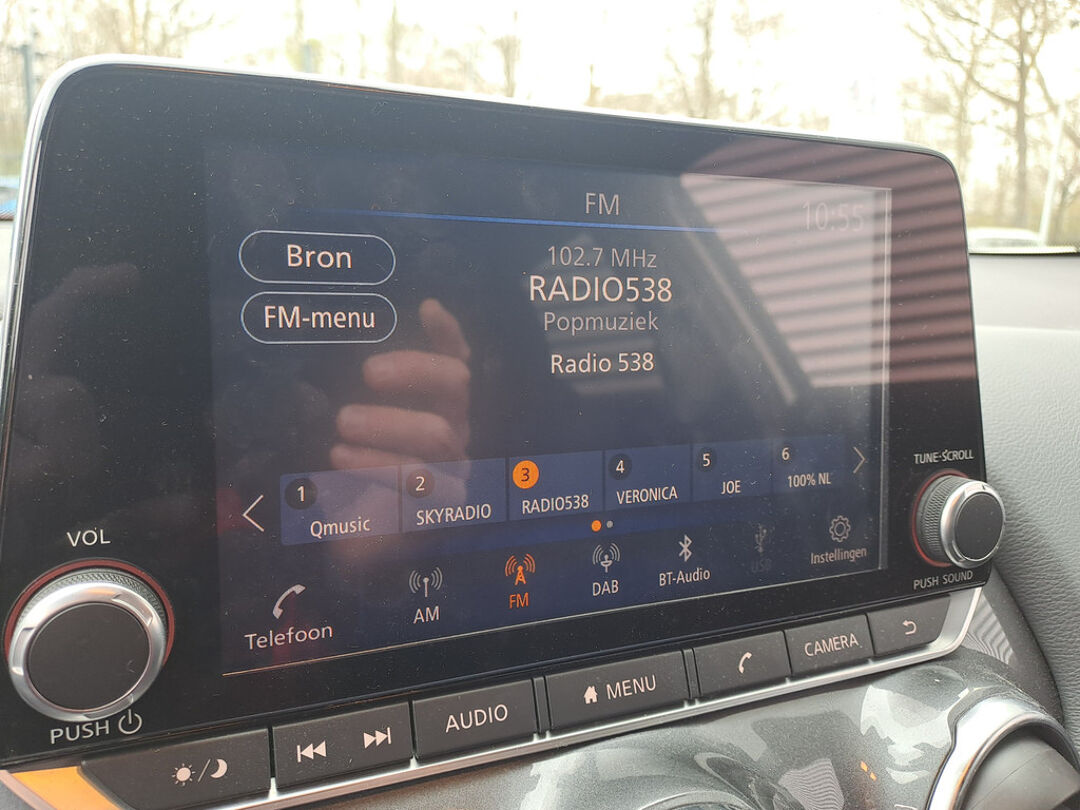 FM
10:55
Bron
102.7 MHz
RADIO538
FM-menu
Popmuziek
Radio 538
1 Qmusic
2 SKYRADIO
3 RADIO538
4 VERONICA
5 JOE
6 100% NL
Telefoon
AM
FM
DAB
BT-Audio
USB
Instellingen
VOL
PUSH
TUNE·SCROLL
PUSH SOUND
AUDIO
MENU
CAMERA